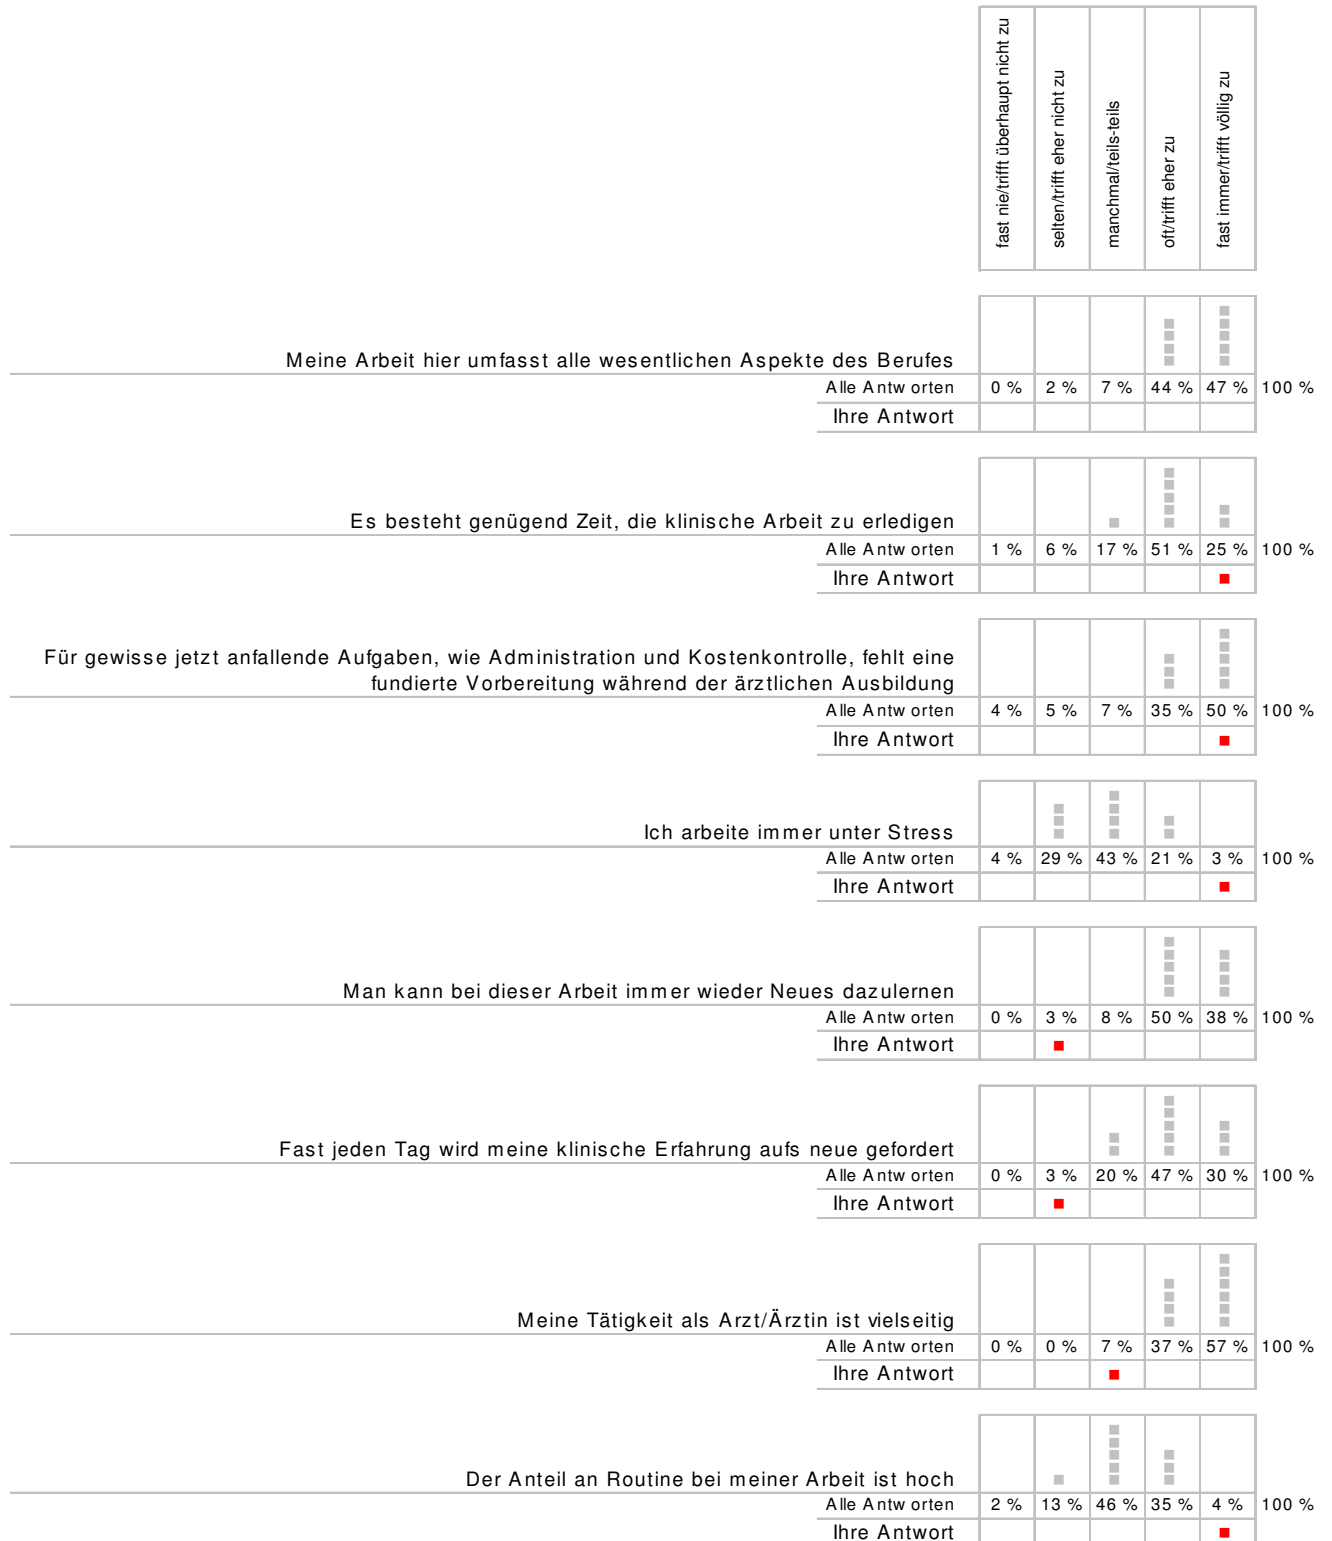 fast nie/trifft überhaupt nicht zu
selten/trifft eher nicht zu
manchmal/teils-teils
oft/trifft eher zu
fast immer/trifft völlig zu
Meine Arbeit hier umfasst alle wesentlichen Aspekte des Berufes
Alle Antworten 0 % 2 % 7 % 44 % 47 % 100 %
Ihre Antwort
Es besteht genügend Zeit, die klinische Arbeit zu erledigen
Alle Antworten 1 % 6 % 17 % 51 % 25 % 100 %
Ihre Antwort
Für gewisse jetzt anfallende Aufgaben, wie Administration und Kostenkontrolle, fehlt eine
fundierte Vorbereitung während der ärztlichen Ausbildung
Alle Antworten 4 % 5 % 7 % 35 % 50 % 100 %
Ihre Antwort
Ich arbeite immer unter Stress
Alle Antworten 4 % 29 % 43 % 21 % 3 % 100 %
Ihre Antwort
Man kann bei dieser Arbeit immer wieder Neues dazulernen
Alle Antworten 0 % 3 % 8 % 50 % 38 % 100 %
Ihre Antwort
Fast jeden Tag wird meine klinische Erfahrung aufs neue gefordert
Alle Antworten 0 % 3 % 20 % 47 % 30 % 100 %
Ihre Antwort
Meine Tätigkeit als Arzt/Ärztin ist vielseitig
Alle Antworten 0 % 0 % 7 % 37 % 57 % 100 %
Ihre Antwort
Der Anteil an Routine bei meiner Arbeit ist hoch
Alle Antworten 2 % 13 % 46 % 35 % 4 % 100 %
Ihre Antwort